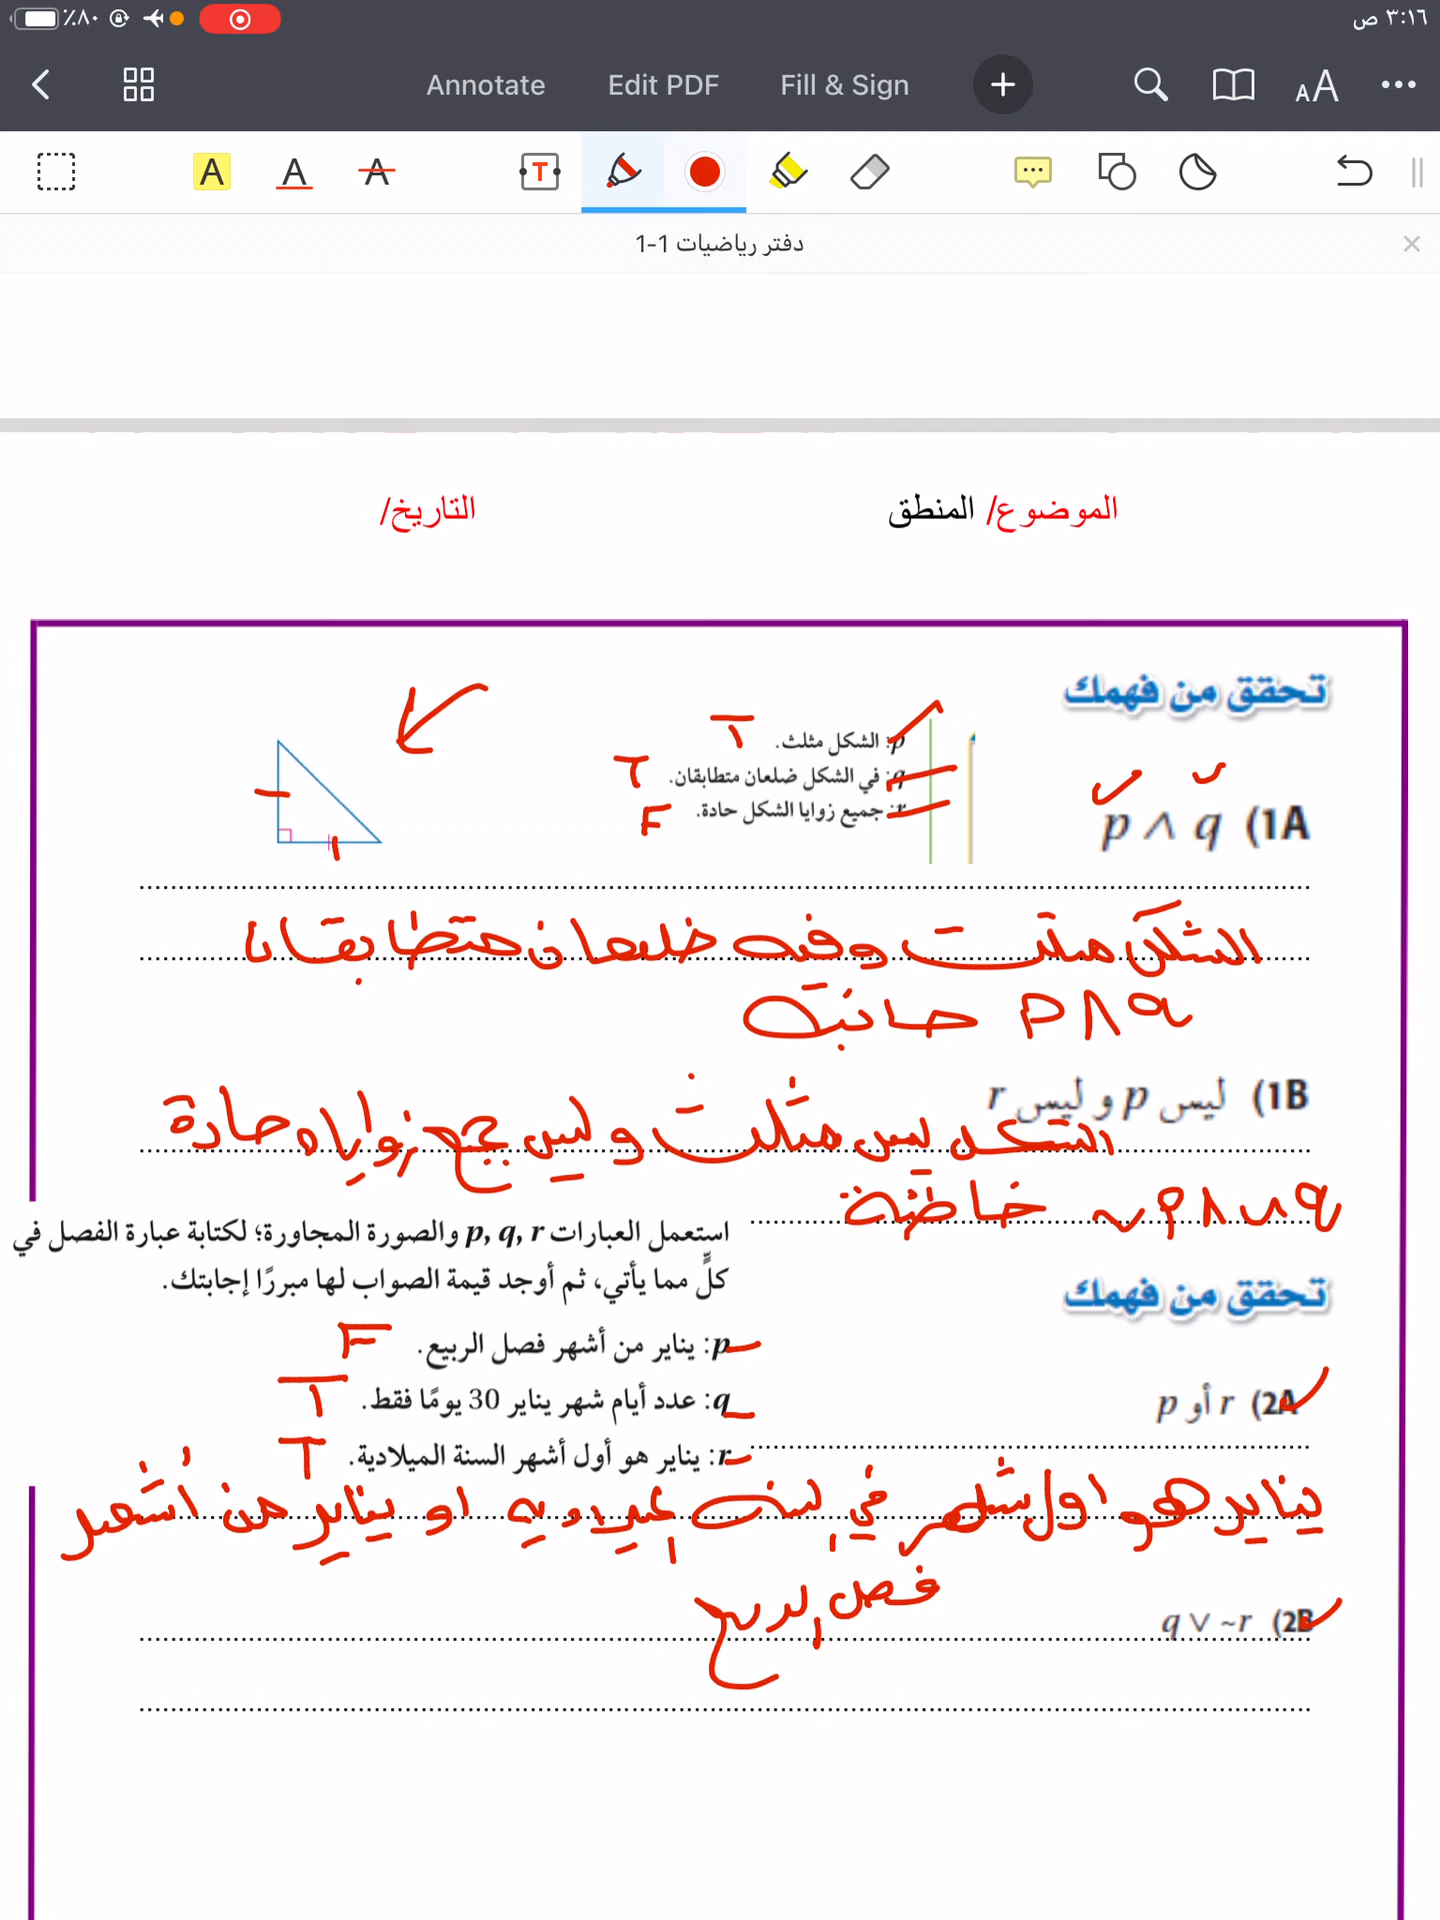 ٣:١٦ ص
٪٨٠
Annotate Edit PDF Fill & Sign
دفتر رياضيات 1-1
الموضوع/ المنطق
التاريخ/
تحقق من فهمك
p: الشكل مثلث. T
q: في الشكل ضلعان متطابقان. T
r: جميع زوايا الشكل حادة. F
1A) p ∧ q
الشكل مثلث وفيه ضلعان متطابقان
p ∧ q صائبة
1B) ليس p و ليس r
الشكل ليس مثلث وليس جميع زواياه حادة
~p ∧ ~q خاطئة
استعمل العبارات p, q, r والصورة المجاورة؛ لكتابة عبارة الفصل في
كلٍّ مما يأتي، ثم أوجد قيمة الصواب لها مبررًا إجابتك.
تحقق من فهمك
p: يناير من أشهر فصل الربيع. F
q: عدد أيام شهر يناير 30 يومًا فقط. T
r: يناير هو أول أشهر السنة الميلادية. T
2A) r أو p
يناير هو اول شهر في لسنة لميلاديه او يناير من أشهر
فصل الربيع
2B) q ∨ ~r